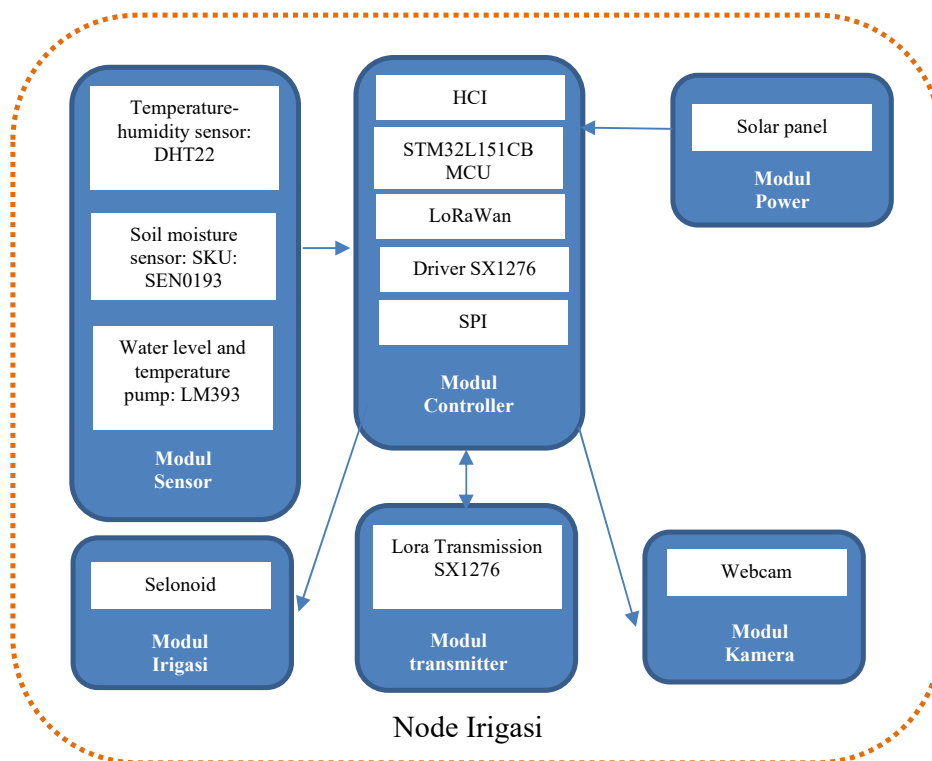 Temperature-
humidity sensor:
DHT22
Soil moisture
sensor: SKU:
SEN0193
Water level and
temperature
pump: LM393
Modul
Sensor
HCI
STM32L151CB
MCU
LoRaWan
Driver SX1276
SPI
Modul
Controller
Solar panel
Modul
Power
Selonoid
Modul
Irigasi
Lora Transmission
SX1276
Modul
transmitter
Webcam
Modul
Kamera
Node Irigasi